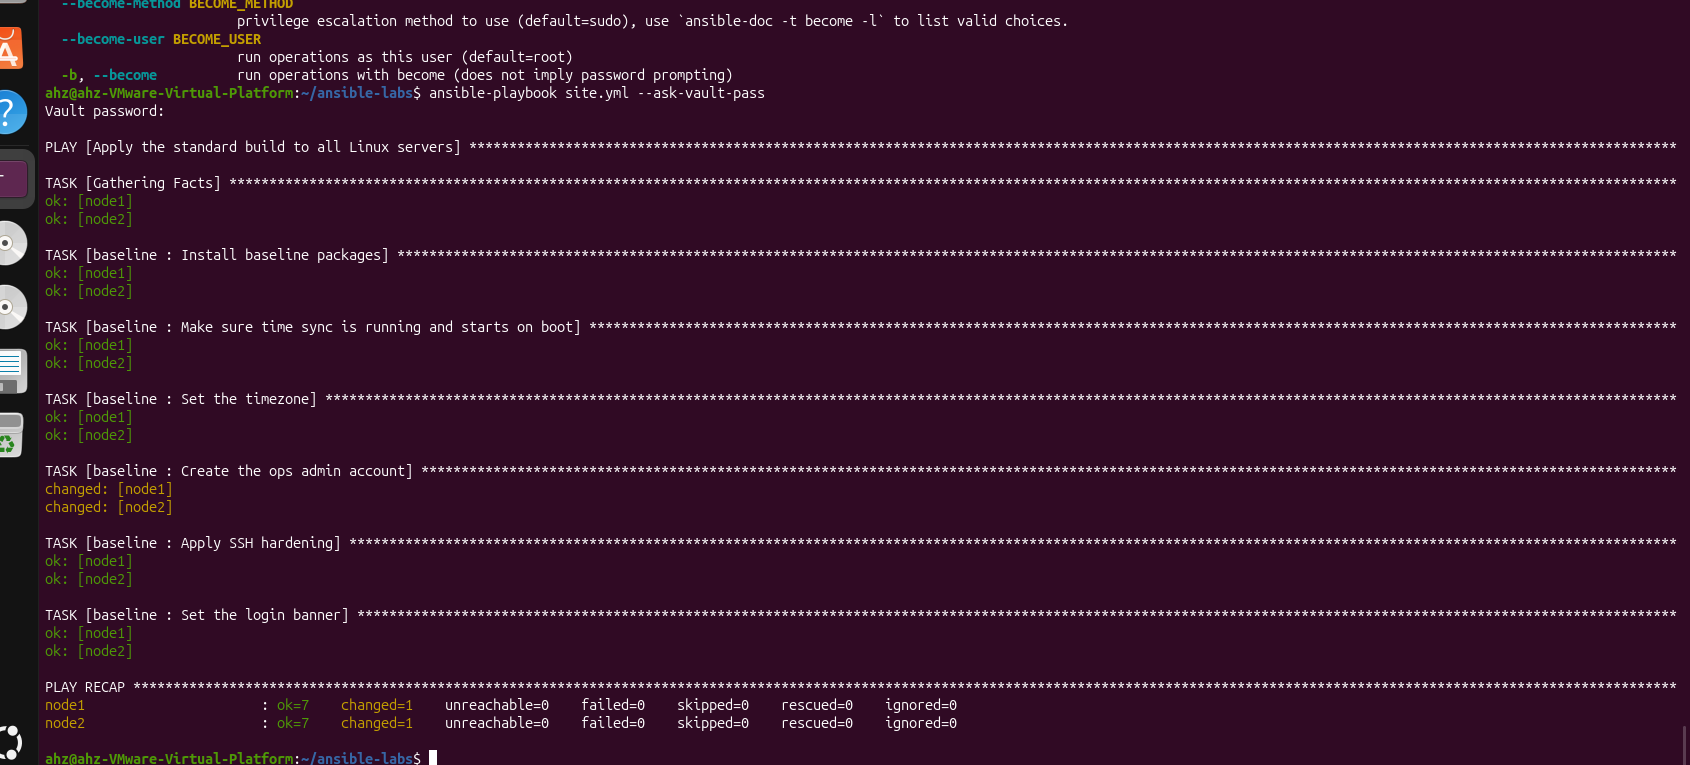 --become-method BECOME_METHOD
privilege escalation method to use (default=sudo), use `ansible-doc -t become -l` to list valid choices.
--become-user BECOME_USER
run operations as this user (default=root)
-b, --become          run operations with become (does not imply password prompting)
ahz@ahz-VMware-Virtual-Platform:~/ansible-labs$ ansible-playbook site.yml --ask-vault-pass
Vault password:
PLAY [Apply the standard build to all Linux servers] ****************************************************************
TASK [Gathering Facts] ****************************************************************
ok: [node1]
ok: [node2]
TASK [baseline : Install baseline packages] ****************************************************************
ok: [node1]
ok: [node2]
TASK [baseline : Make sure time sync is running and starts on boot] ****************************************************************
ok: [node1]
ok: [node2]
TASK [baseline : Set the timezone] ****************************************************************
ok: [node1]
ok: [node2]
TASK [baseline : Create the ops admin account] ****************************************************************
changed: [node1]
changed: [node2]
TASK [baseline : Apply SSH hardening] ****************************************************************
ok: [node1]
ok: [node2]
TASK [baseline : Set the login banner] ****************************************************************
ok: [node1]
ok: [node2]
PLAY RECAP ****************************************************************
node1                      : ok=7    changed=1    unreachable=0    failed=0    skipped=0    rescued=0    ignored=0
node2                      : ok=7    changed=1    unreachable=0    failed=0    skipped=0    rescued=0    ignored=0
ahz@ahz-VMware-Virtual-Platform:~/ansible-labs$